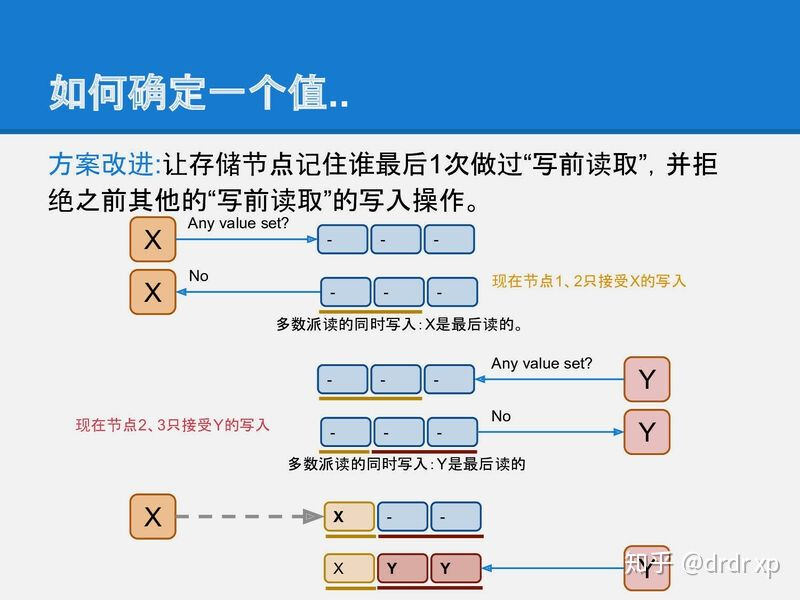 如何确定一个值..
方案改进:让存储节点记住谁最后1次做过“写前读取”，并拒
绝之前其他的“写前读取”的写入操作。
X
Any value set?
- - -
X
No
- - -
现在节点1、2只接受X的写入
多数派读的同时写入：X是最后读的。
- - -
Any value set?
Y
现在节点2、3只接受Y的写入
- - -
No
Y
多数派读的同时写入：Y是最后读的
X
X - -
X Y Y
Y
知乎 @drdr xp